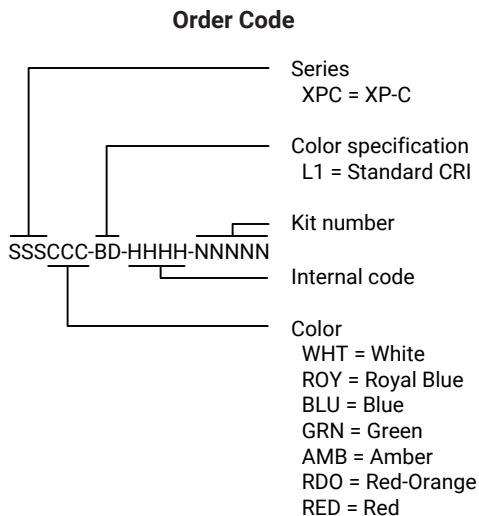 Order Code
Series
XPC = XP-C
Color specification
L1 = Standard CRI
Kit number
SSSCCC-BD-HHHH-NNNNN
Internal code
Color
WHT = White
ROY = Royal Blue
BLU = Blue
GRN = Green
AMB = Amber
RDO = Red-Orange
RED = Red